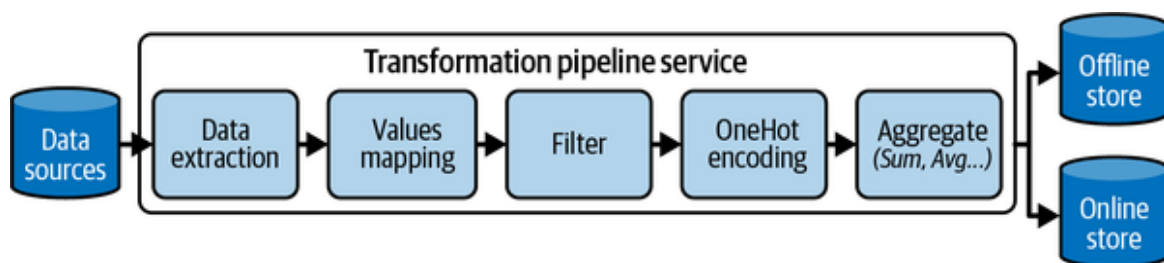 Transformation pipeline service
Data
sources
Data
extraction
Values
mapping
Filter
OneHot
encoding
Aggregate
(Sum, Avg...)
Offline
store
Online
store